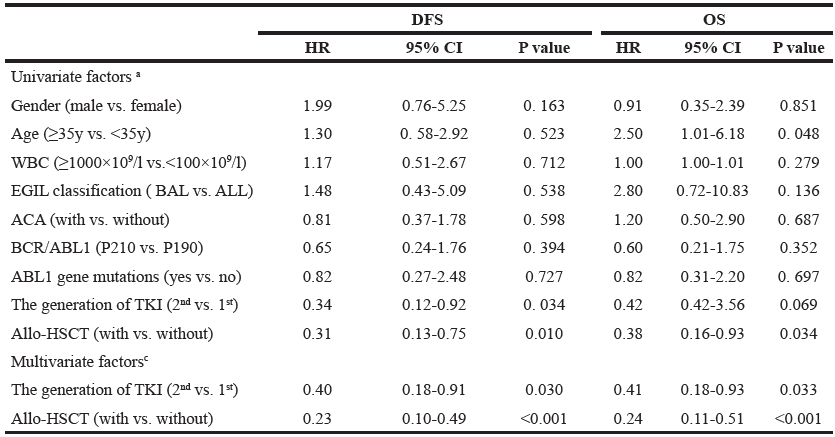 DFS OS
HR 95% CI P value HR 95% CI P value
Univariate factors ᵃ
Gender (male vs. female) 1.99 0.76-5.25 0. 163 0.91 0.35-2.39 0.851
Age (≥35y vs. <35y) 1.30 0. 58-2.92 0. 523 2.50 1.01-6.18 0. 048
WBC (≥1000×10⁹/l vs.<100×10⁹/l) 1.17 0.51-2.67 0. 712 1.00 1.00-1.01 0. 279
EGIL classification ( BAL vs. ALL) 1.48 0.43-5.09 0. 538 2.80 0.72-10.83 0. 136
ACA (with vs. without) 0.81 0.37-1.78 0. 598 1.20 0.50-2.90 0. 687
BCR/ABL1 (P210 vs. P190) 0.65 0.24-1.76 0. 394 0.60 0.21-1.75 0.352
ABL1 gene mutations (yes vs. no) 0.82 0.27-2.48 0.727 0.82 0.31-2.20 0. 697
The generation of TKI (2ⁿᵈ vs. 1ˢᵗ) 0.34 0.12-0.92 0. 034 0.42 0.42-3.56 0.069
Allo-HSCT (with vs. without) 0.31 0.13-0.75 0.010 0.38 0.16-0.93 0.034
Multivariate factorsᶜ
The generation of TKI (2ⁿᵈ vs. 1ˢᵗ) 0.40 0.18-0.91 0.030 0.41 0.18-0.93 0.033
Allo-HSCT (with vs. without) 0.23 0.10-0.49 <0.001 0.24 0.11-0.51 <0.001